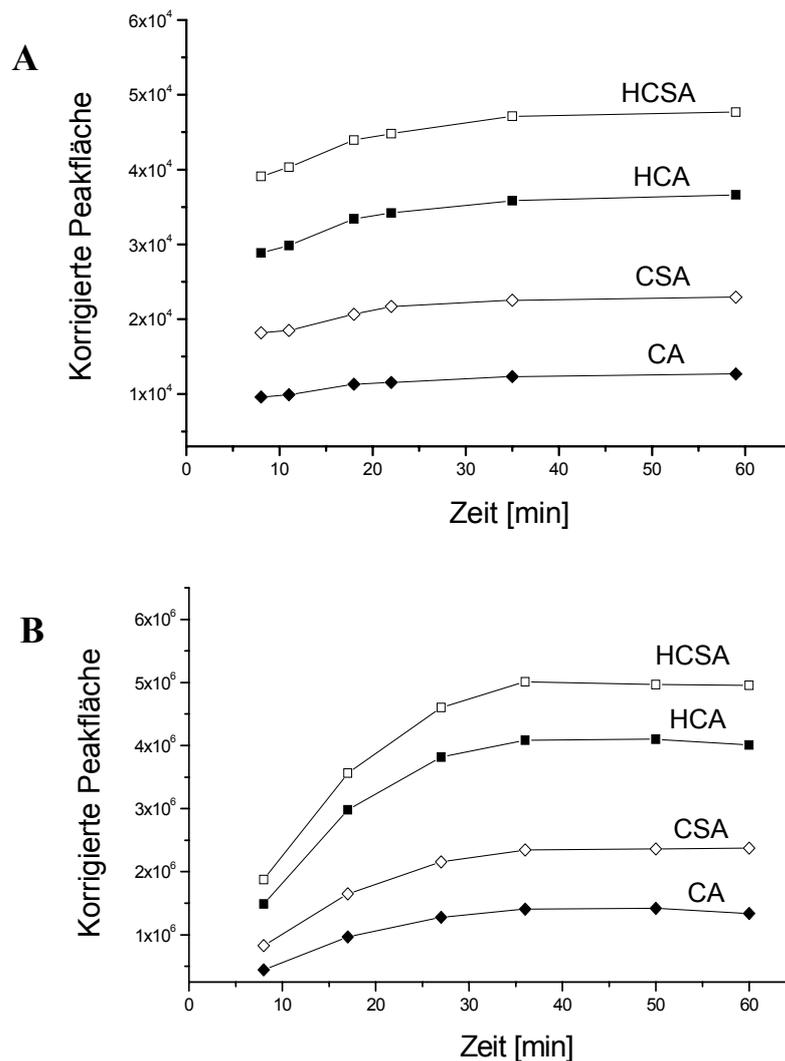 A
6x10⁴
5x10⁴
4x10⁴
3x10⁴
2x10⁴
1x10⁴
Korrigierte Peakfläche
HCSA
HCA
CSA
CA
0 10 20 30 40 50 60
Zeit [min]
B
6x10⁶
5x10⁶
4x10⁶
3x10⁶
2x10⁶
1x10⁶
Korrigierte Peakfläche
HCSA
HCA
CSA
CA
0 10 20 30 40 50 60
Zeit [min]